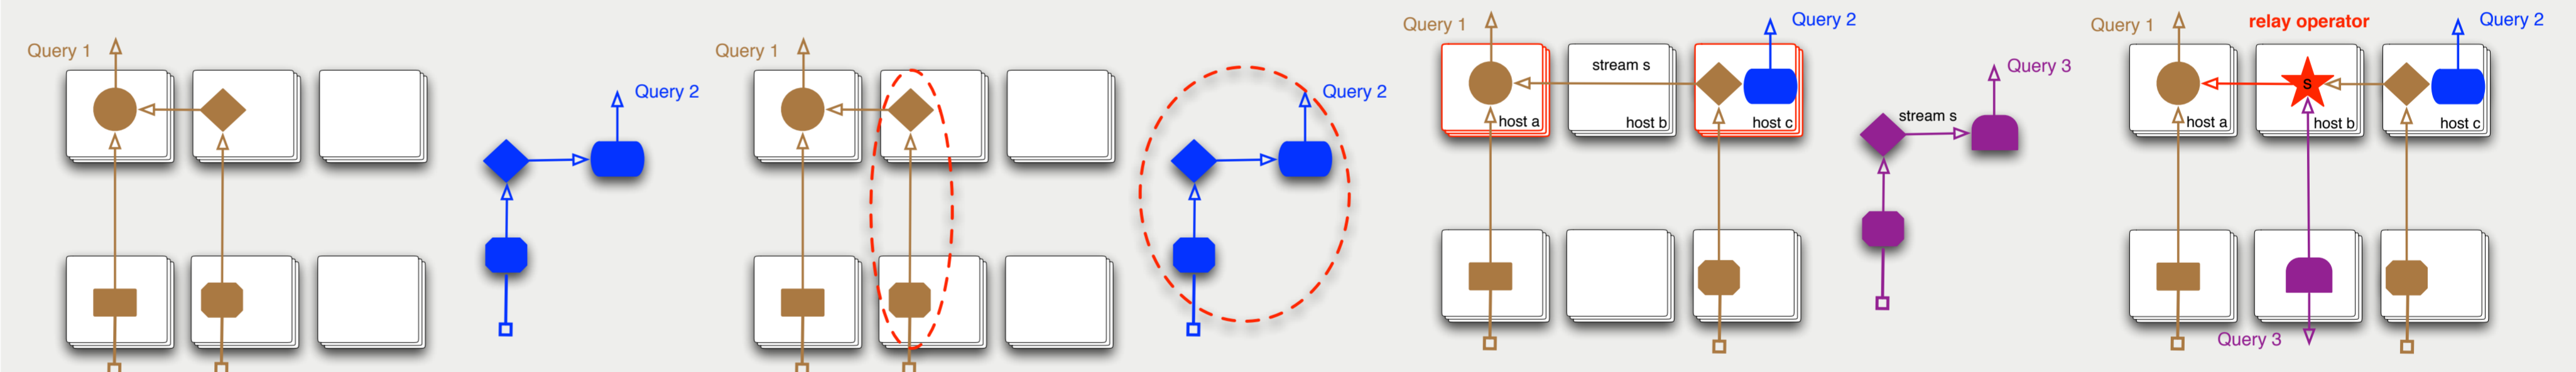 Query 1
Query 2
Query 1
Query 2
Query 1
Query 2
stream s
host a
host b
host c
Query 3
stream s
Query 1
relay operator
Query 2
s
host a
host b
host c
Query 3